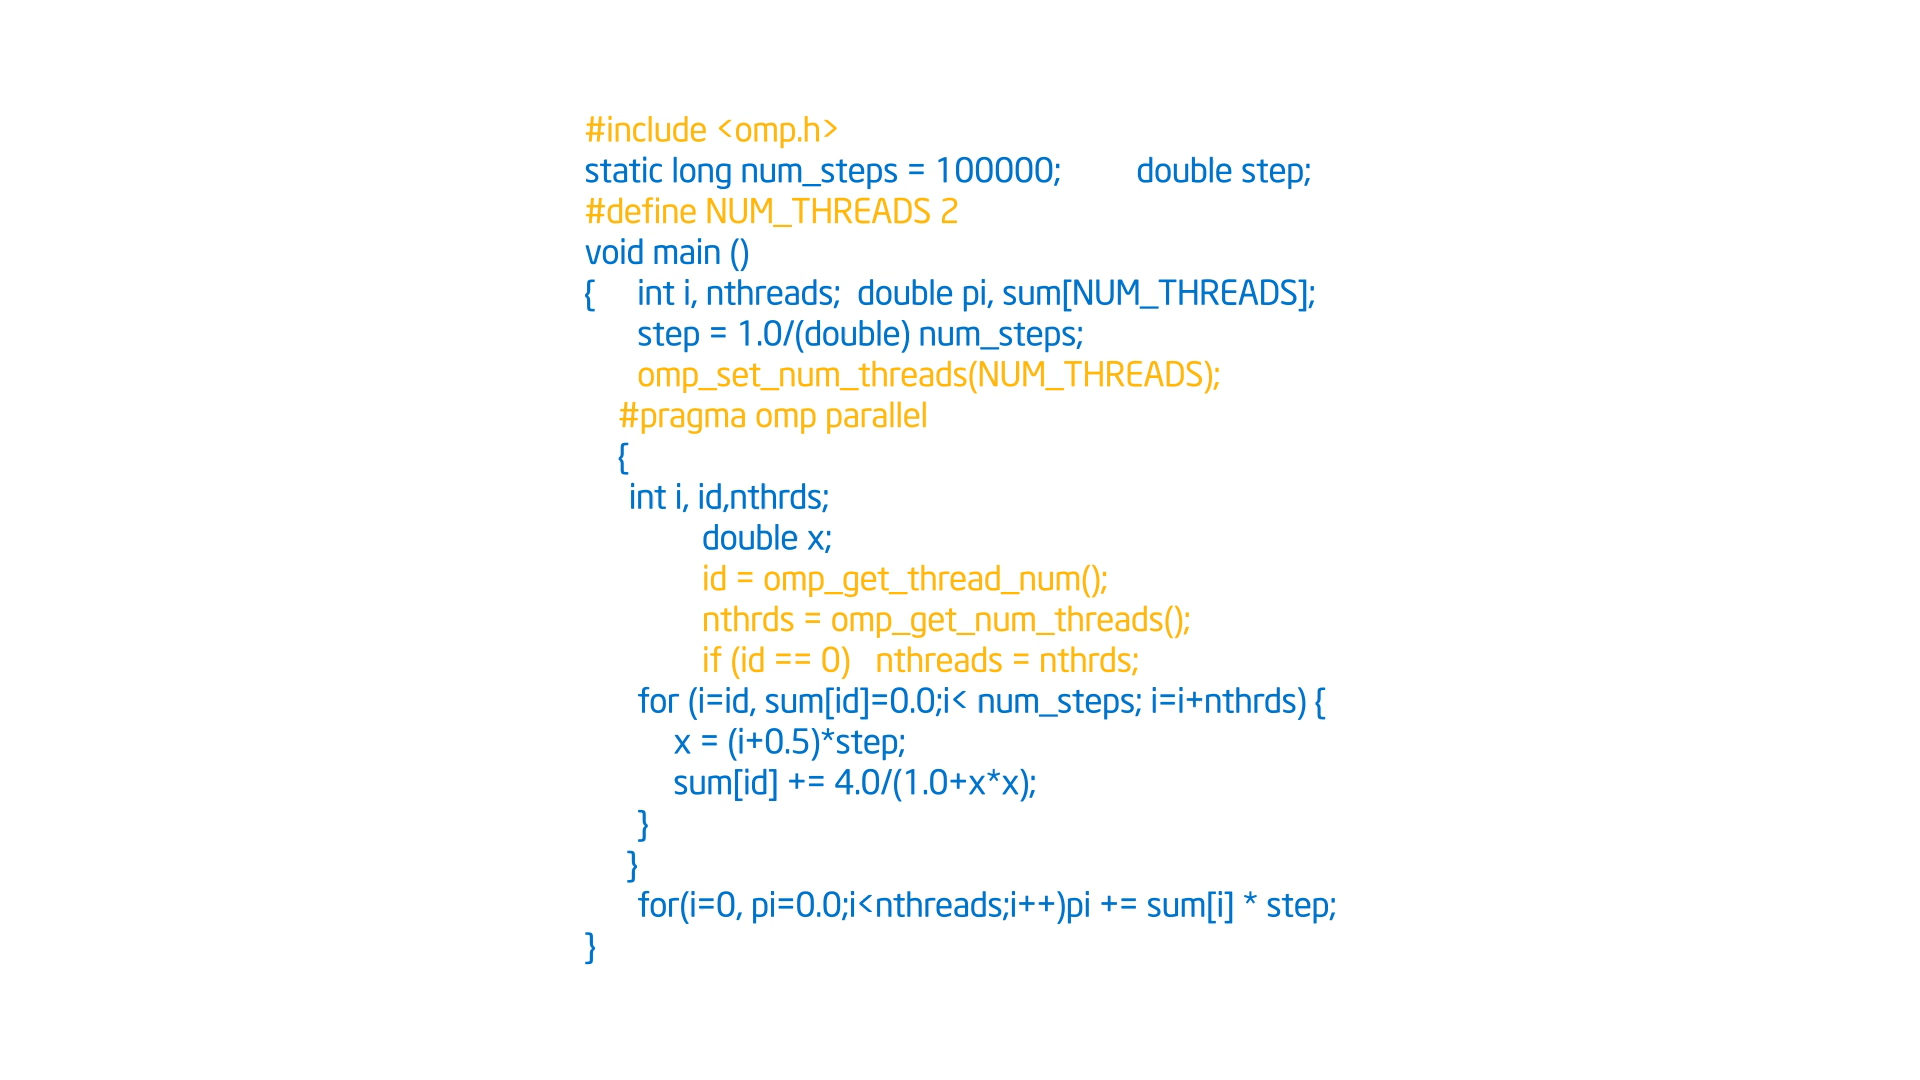 #include <omp.h>
static long num_steps = 100000; double step;
#define NUM_THREADS 2
void main ()
{ int i, nthreads; double pi, sum[NUM_THREADS];
step = 1.0/(double) num_steps;
omp_set_num_threads(NUM_THREADS);
#pragma omp parallel
{
int i, id,nthrds;
double x;
id = omp_get_thread_num();
nthrds = omp_get_num_threads();
if (id == 0) nthreads = nthrds;
for (i=id, sum[id]=0.0;i< num_steps; i=i+nthrds) {
x = (i+0.5)*step;
sum[id] += 4.0/(1.0+x*x);
}
}
for(i=0, pi=0.0;i<nthreads;i++)pi += sum[i] * step;
}